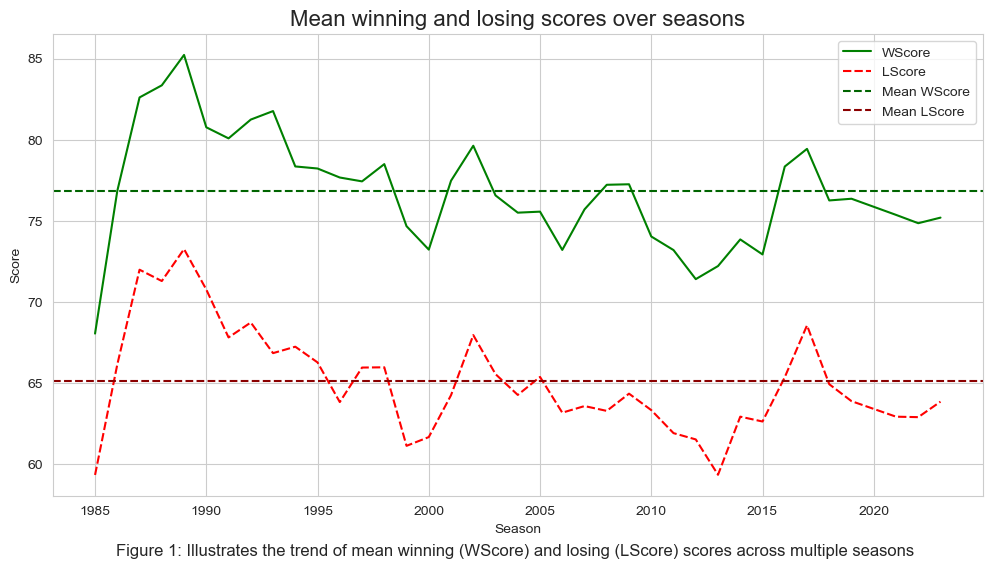 Mean winning and losing scores over seasons
WScore
LScore
Mean WScore
Mean LScore
Score
85
80
75
70
65
60
1985 1990 1995 2000 2005 2010 2015 2020
Season
Figure 1: Illustrates the trend of mean winning (WScore) and losing (LScore) scores across multiple seasons